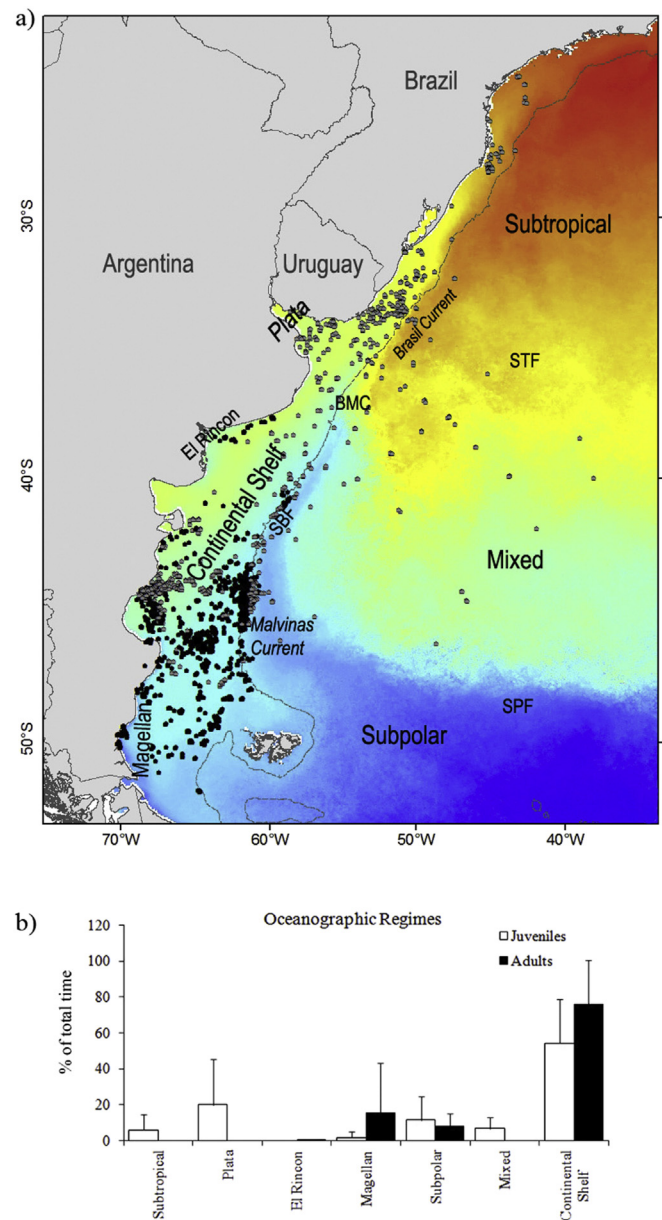 a)
Brazil
30°S
Subtropical
Argentina
Uruguay
Plata
Brasil Current
STF
BMC
El Rincon
40°S
Continental Shelf
SBF
Mixed
Malvinas
Current
SPF
Magellan
Subpolar
50°S
70°W
60°W
50°W
40°W
b)
Oceanographic Regimes
120
100
80
60
40
20
0
% of total time
Juveniles
Adults
Subtropical
Plata
El Rincon
Magellan
Subpolar
Mixed
Continental
Shelf